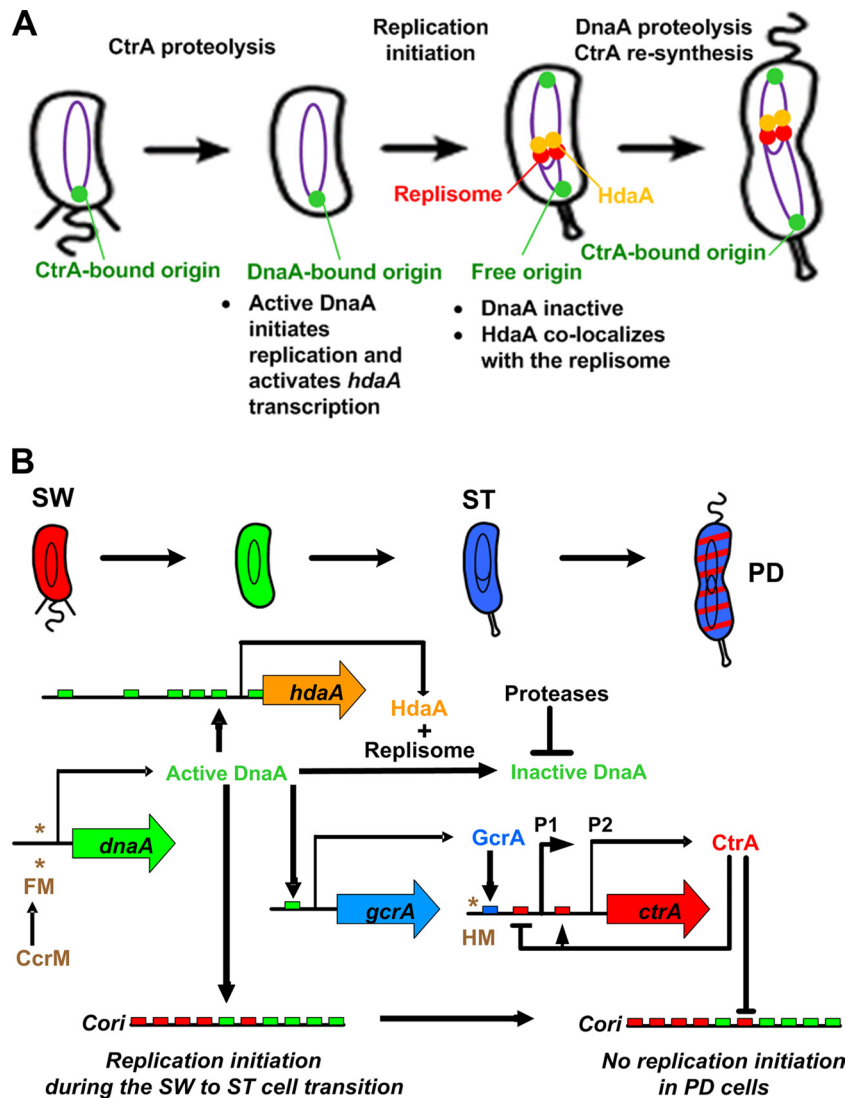 A
CtrA proteolysis
Replication
initiation
DnaA proteolysis
CtrA re-synthesis
Replisome
HdaA
CtrA-bound origin
DnaA-bound origin
Free origin
CtrA-bound origin
• Active DnaA
initiates
replication and
activates hdaA
transcription
• DnaA inactive
• HdaA co-localizes
with the replisome
B
SW
ST
PD
hdaA
HdaA
+
Replisome
Proteases
Active DnaA
Inactive DnaA
*
dnaA
*
FM
CcrM
gcrA
GcrA
P1
P2
CtrA
*
HM
ctrA
Cori
Cori
Replication initiation
during the SW to ST cell transition
No replication initiation
in PD cells